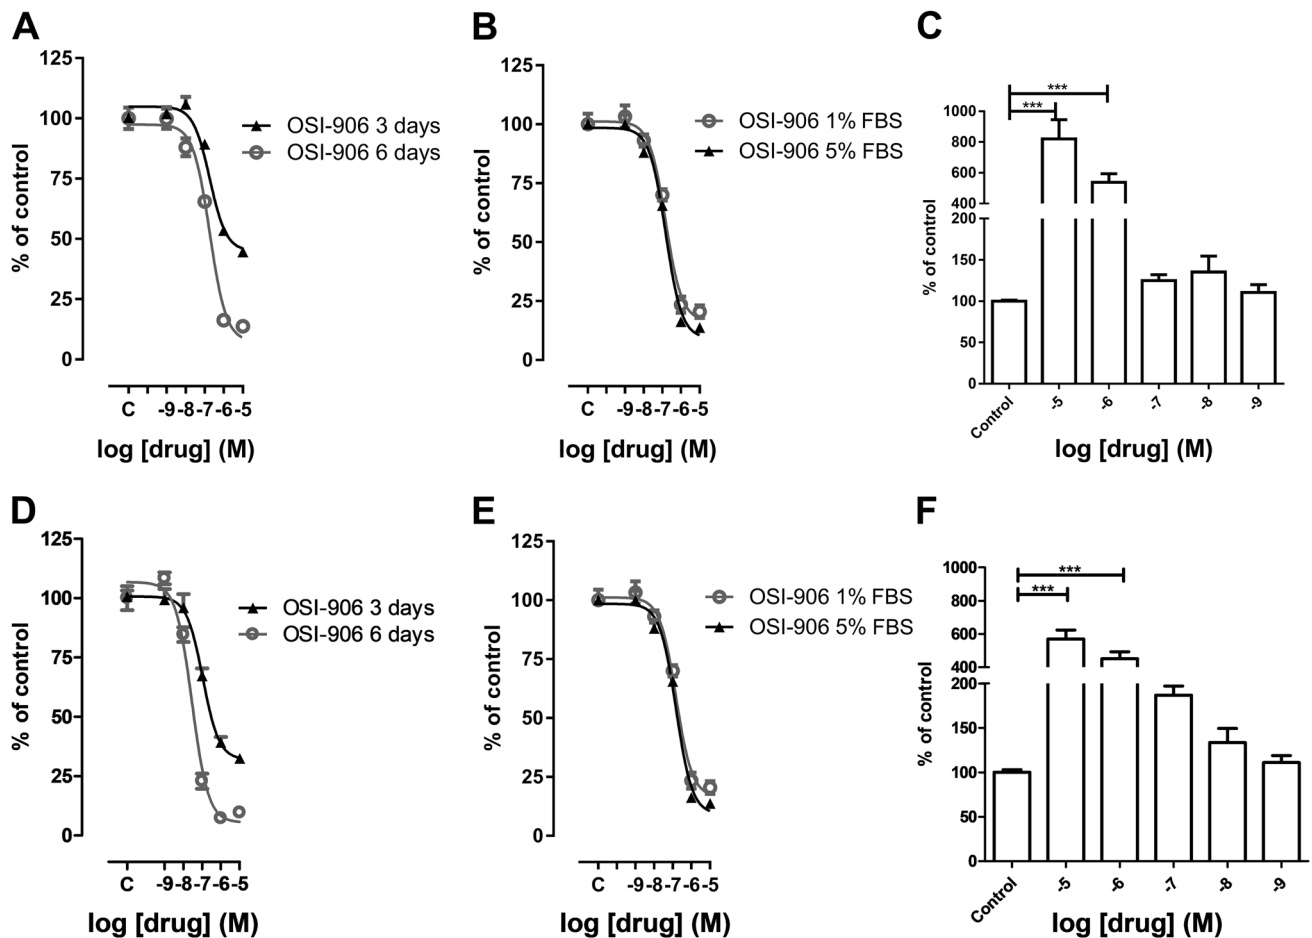 A
125
100
75
50
25
0
% of control
OSI-906 3 days
OSI-906 6 days
C -9 -8 -7 -6 -5
log [drug] (M)
B
125
100
75
50
25
0
% of control
OSI-906 1% FBS
OSI-906 5% FBS
C -9 -8 -7 -6 -5
log [drug] (M)
C
***
***
1000
800
600
400
200
150
100
50
0
% of control
Control -5 -6 -7 -8 -9
log [drug] (M)
D
125
100
75
50
25
0
% of control
OSI-906 3 days
OSI-906 6 days
C -9 -8 -7 -6 -5
log [drug] (M)
E
125
100
75
50
25
0
% of control
OSI-906 1% FBS
OSI-906 5% FBS
C -9 -8 -7 -6 -5
log [drug] (M)
F
***
***
1000
800
600
400
200
150
100
50
0
% of control
Control -5 -6 -7 -8 -9
log [drug] (M)